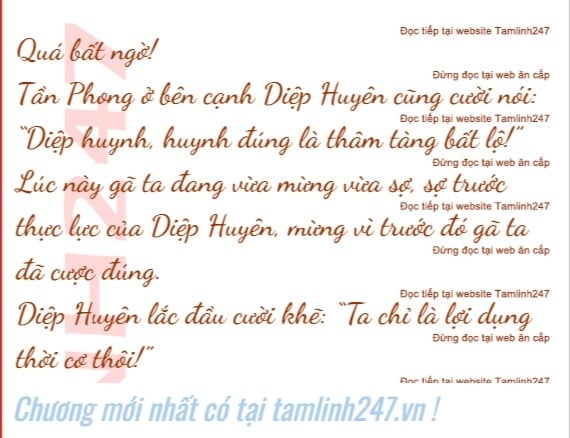 Đọc tiếp tại website Tamlinh247
Quá bất ngờ!
Đừng đọc tại web ăn cắp
Tần Phong ở bên cạnh Diệp Huyên cũng cười nói:
Đọc tiếp tại website Tamlinh247
“Diệp huynh, huynh đúng là thâm tàng bất lộ!”
Đừng đọc tại web ăn cắp
Lúc này gã ta đang vừa mừng vừa sợ, sợ trước
Đọc tiếp tại website Tamlinh247
thực lực của Diệp Huyên, mừng vì trước đó gã ta
Đừng đọc tại web ăn cắp
đã cược đúng.
Đọc tiếp tại website Tamlinh247
Diệp Huyên lắc đầu cười khẽ: “Ta chỉ là lợi dụng
Đừng đọc tại web ăn cắp
thời cơ thôi!”
Đọc tiếp tại website Tamlinh247
NH247
Chương mới nhất có tại tamlinh247.vn !